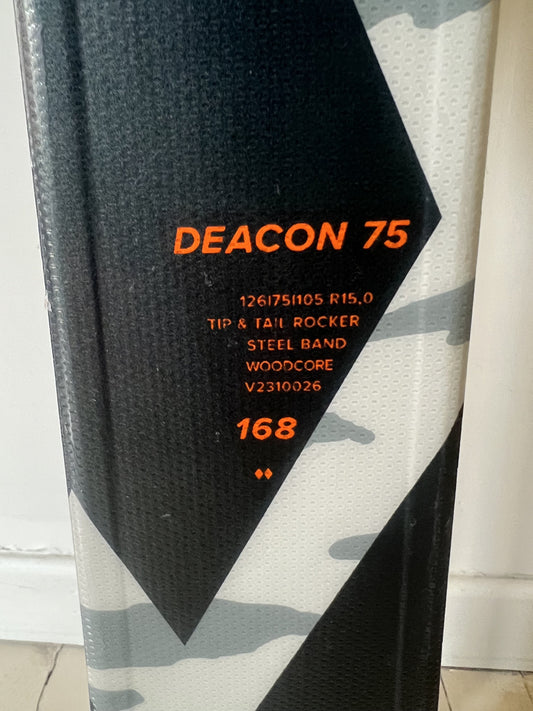 DEACON 75
126|75|105 R15.0
TIP & TAIL ROCKER
STEEL BAND
WOODCORE
V2310026
168